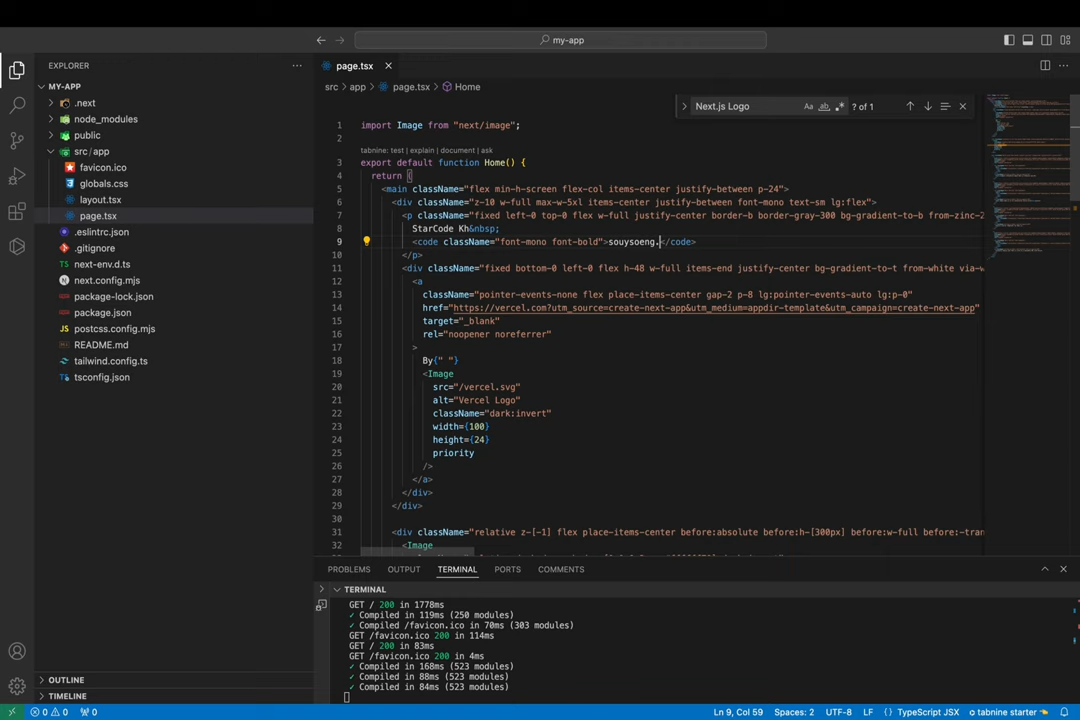 my-app
EXPLORER
MY-APP
.next
node_modules
public
src/app
favicon.ico
globals.css
layout.tsx
page.tsx
.eslintrc.json
.gitignore
next-env.d.ts
next.config.mjs
package-lock.json
package.json
postcss.config.mjs
README.md
tailwind.config.ts
tsconfig.json
OUTLINE
TIMELINE
page.tsx
src > app > page.tsx > Home
Next.js Logo Aa ab .* ? of 1
1 import Image from "next/image";
2
tabnine: test | explain | document | ask
3 export default function Home() {
4 return (
5 <main className="flex min-h-screen flex-col items-center justify-between p-24">
6 <div className="z-10 w-full max-w-5xl items-center justify-between font-mono text-sm lg:flex">
7 <p className="fixed left-0 top-0 flex w-full justify-center border-b border-gray-300 bg-gradient-to-b from-zinc-2
8 StarCode Kh&nbsp;
9 <code className="font-mono font-bold">souysoeng.</code>
10 </p>
11 <div className="fixed bottom-0 left-0 flex h-48 w-full items-end justify-center bg-gradient-to-t from-white via-w
12 <a
13 className="pointer-events-none flex place-items-center gap-2 p-8 lg:pointer-events-auto lg:p-0"
14 href="https://vercel.com?utm_source=create-next-app&utm_medium=appdir-template&utm_campaign=create-next-app"
15 target="_blank"
16 rel="noopener noreferrer"
17 >
18 By{" "}
19 <Image
20 src="/vercel.svg"
21 alt="Vercel Logo"
22 className="dark:invert"
23 width={100}
24 height={24}
25 priority
26 />
27 </a>
28 </div>
29 </div>
30
31 <div className="relative z-[-1] flex place-items-center before:absolute before:h-[300px] before:w-full before:-tran
32 <Image
PROBLEMS OUTPUT TERMINAL PORTS COMMENTS
TERMINAL
GET / 200 in 1778ms
✓ Compiled in 119ms (250 modules)
✓ Compiled /favicon.ico in 70ms (303 modules)
GET /favicon.ico 200 in 114ms
GET / 200 in 83ms
GET /favicon.ico 200 in 4ms
✓ Compiled in 168ms (523 modules)
✓ Compiled in 88ms (523 modules)
✓ Compiled in 84ms (523 modules)
0 0 0 Ln 9, Col 59 Spaces: 2 UTF-8 LF TypeScript JSX tabnine starter